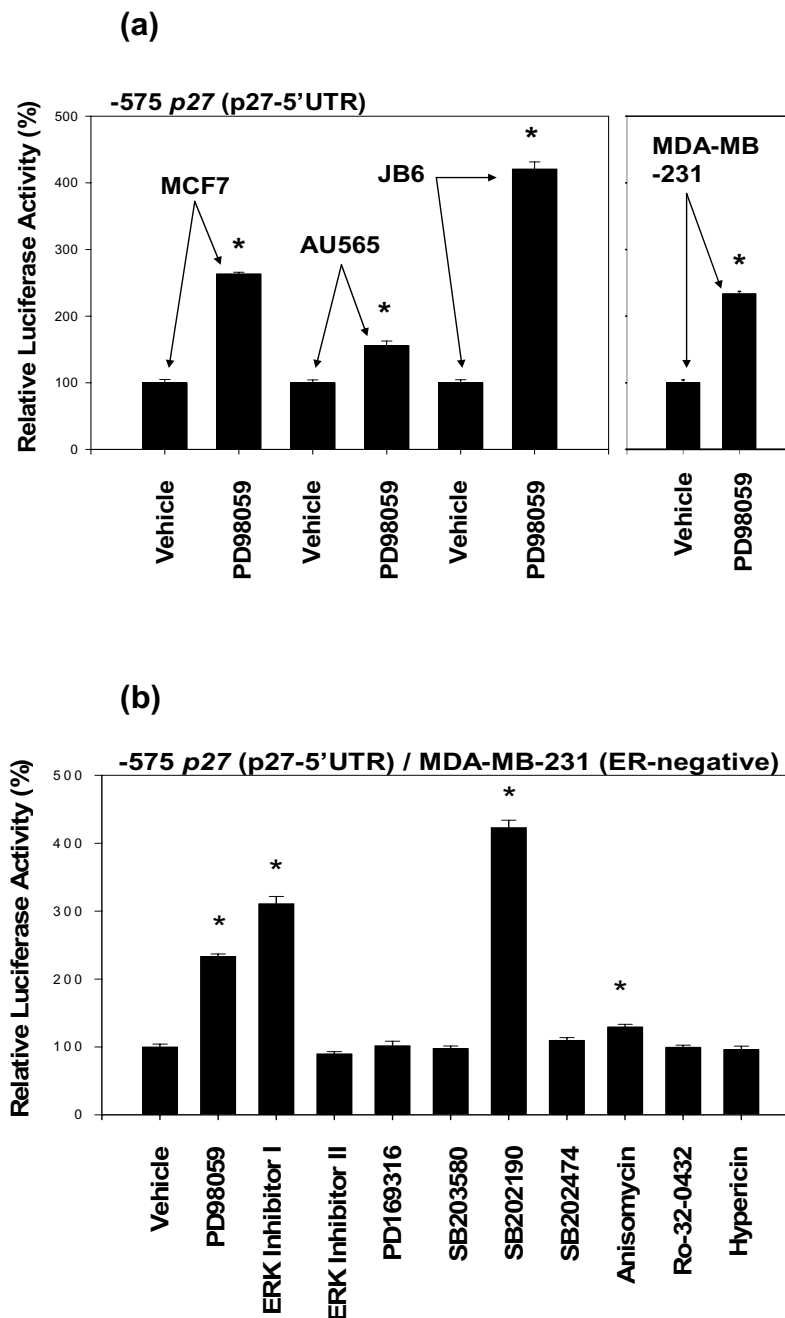 (a)
-575 p27 (p27-5’UTR)
Relative Luciferase Activity (%)
500
400
300
200
100
0
MCF7
*
AU565
*
JB6
*
MDA-MB
-231
*
Vehicle
PD98059
Vehicle
PD98059
Vehicle
PD98059
Vehicle
PD98059
(b)
-575 p27 (p27-5’UTR) / MDA-MB-231 (ER-negative)
Relative Luciferase Activity (%)
500
400
300
200
100
0
*
*
*
*
Vehicle
PD98059
ERK Inhibitor I
ERK Inhibitor II
PD169316
SB203580
SB202190
SB202474
Anisomycin
Ro-32-0432
Hypericin